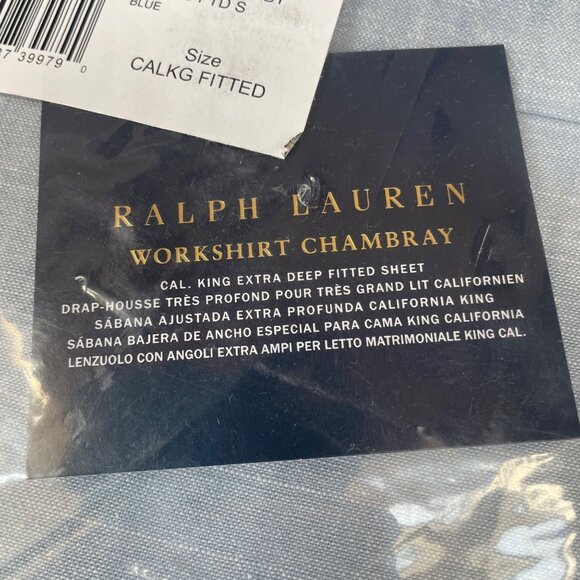 BLUE
Size
CALKG FITTED
39979 0
RALPH LAUREN
WORKSHIRT CHAMBRAY
CAL. KING EXTRA DEEP FITTED SHEET
DRAP-HOUSSE TRÈS PROFOND POUR TRÈS GRAND LIT CALIFORNIEN
SÁBANA AJUSTADA EXTRA PROFUNDA CALIFORNIA KING
SÁBANA BAJERA DE ANCHO ESPECIAL PARA CAMA KING CALIFORNIA
LENZUOLO CON ANGOLI EXTRA AMPI PER LETTO MATRIMONIALE KING CAL.